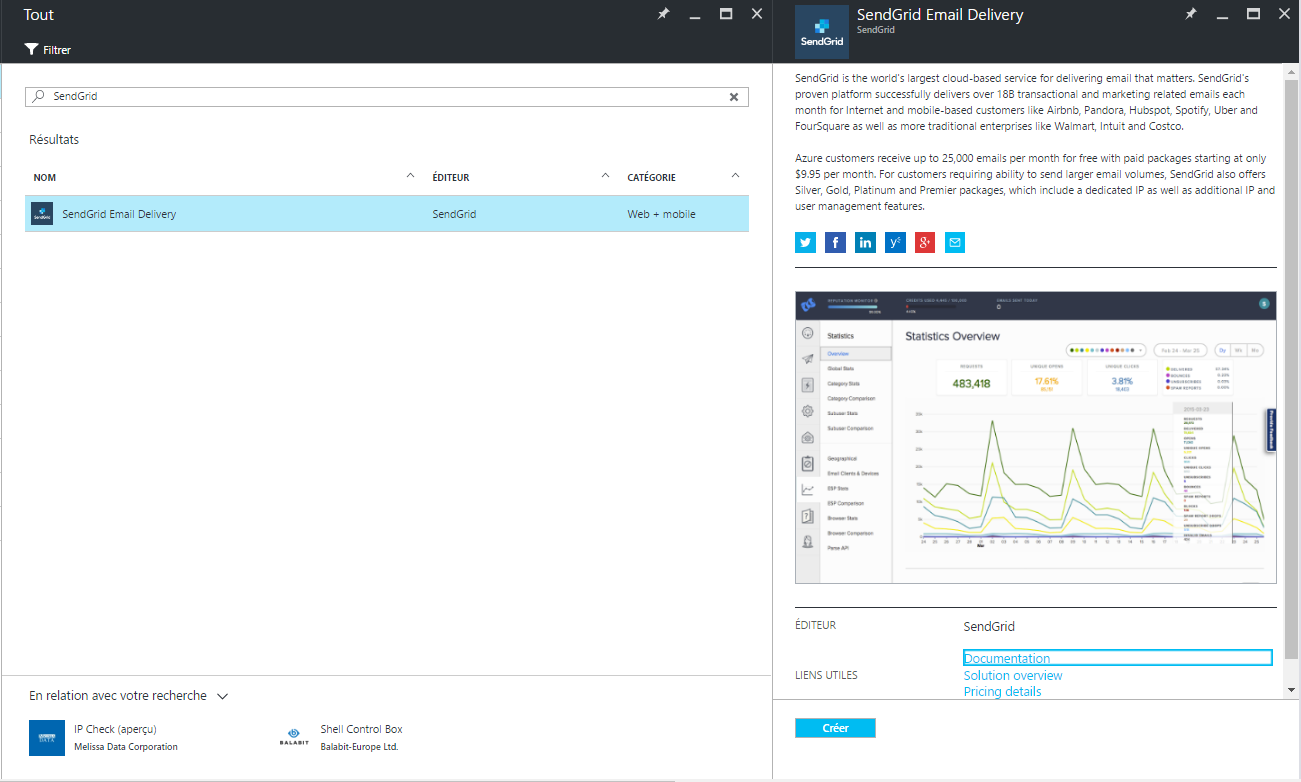 Tout
Filtrer
SendGrid
Résultats
NOM
ÉDITEUR
CATÉGORIE
SendGrid Email Delivery
SendGrid
Web + mobile
En relation avec votre recherche
IP Check (aperçu)
Melissa Data Corporation
BALABIT
Shell Control Box
Balabit-Europe Ltd.
SendGrid
SendGrid Email Delivery
SendGrid
SendGrid is the world's largest cloud-based service for delivering email that matters. SendGrid's
proven platform successfully delivers over 18B transactional and marketing related emails each
month for Internet and mobile-based customers like Airbnb, Pandora, Hubspot, Spotify, Uber and
FourSquare as well as more traditional enterprises like Walmart, Intuit and Costco.
Azure customers receive up to 25,000 emails per month for free with paid packages starting at only
$9.95 per month. For customers requiring ability to send larger email volumes, SendGrid also offers
Silver, Gold, Platinum and Premier packages, which include a dedicated IP as well as additional IP and
user management features.
Statistics
Overview
Global Stats
Category Stats
Category Comparison
Subuser Stats
Subuser Comparison
Geographical
Email Clients & Devices
ESP Stats
ESP Comparison
Browser Stats
Browser Comparison
Parse API
Statistics Overview
Feb 24 - Mar 25
REQUESTS
483,418
UNIQUE OPENS
17.61%
UNIQUE CLICKS
3.81%
ÉDITEUR
SendGrid
LIENS UTILES
Documentation
Solution overview
Pricing details
Créer